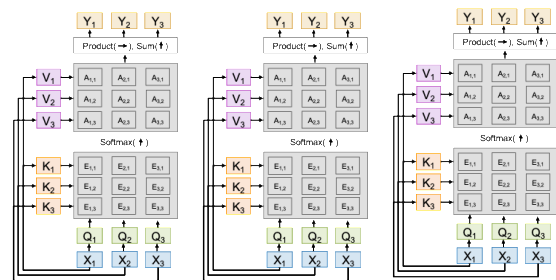 Y1 Y2 Y3
Product(→), Sum(↑)
V1 A1,1 A2,1 A3,1
V2 A1,2 A2,2 A3,2
V3 A1,3 A2,3 A3,3
Softmax(↑)
K1 E1,1 E2,1 E3,1
K2 E1,2 E2,2 E3,2
K3 E1,3 E2,3 E3,3
Q1 Q2 Q3
X1 X2 X3
Y1 Y2 Y3
Product(→), Sum(↑)
V1 A1,1 A2,1 A3,1
V2 A1,2 A2,2 A3,2
V3 A1,3 A2,3 A3,3
Softmax(↑)
K1 E1,1 E2,1 E3,1
K2 E1,2 E2,2 E3,2
K3 E1,3 E2,3 E3,3
Q1 Q2 Q3
X1 X2 X3
Y1 Y2 Y3
Product(→), Sum(↑)
V1 A1,1 A2,1 A3,1
V2 A1,2 A2,2 A3,2
V3 A1,3 A2,3 A3,3
Softmax(↑)
K1 E1,1 E2,1 E3,1
K2 E1,2 E2,2 E3,2
K3 E1,3 E2,3 E3,3
Q1 Q2 Q3
X1 X2 X3